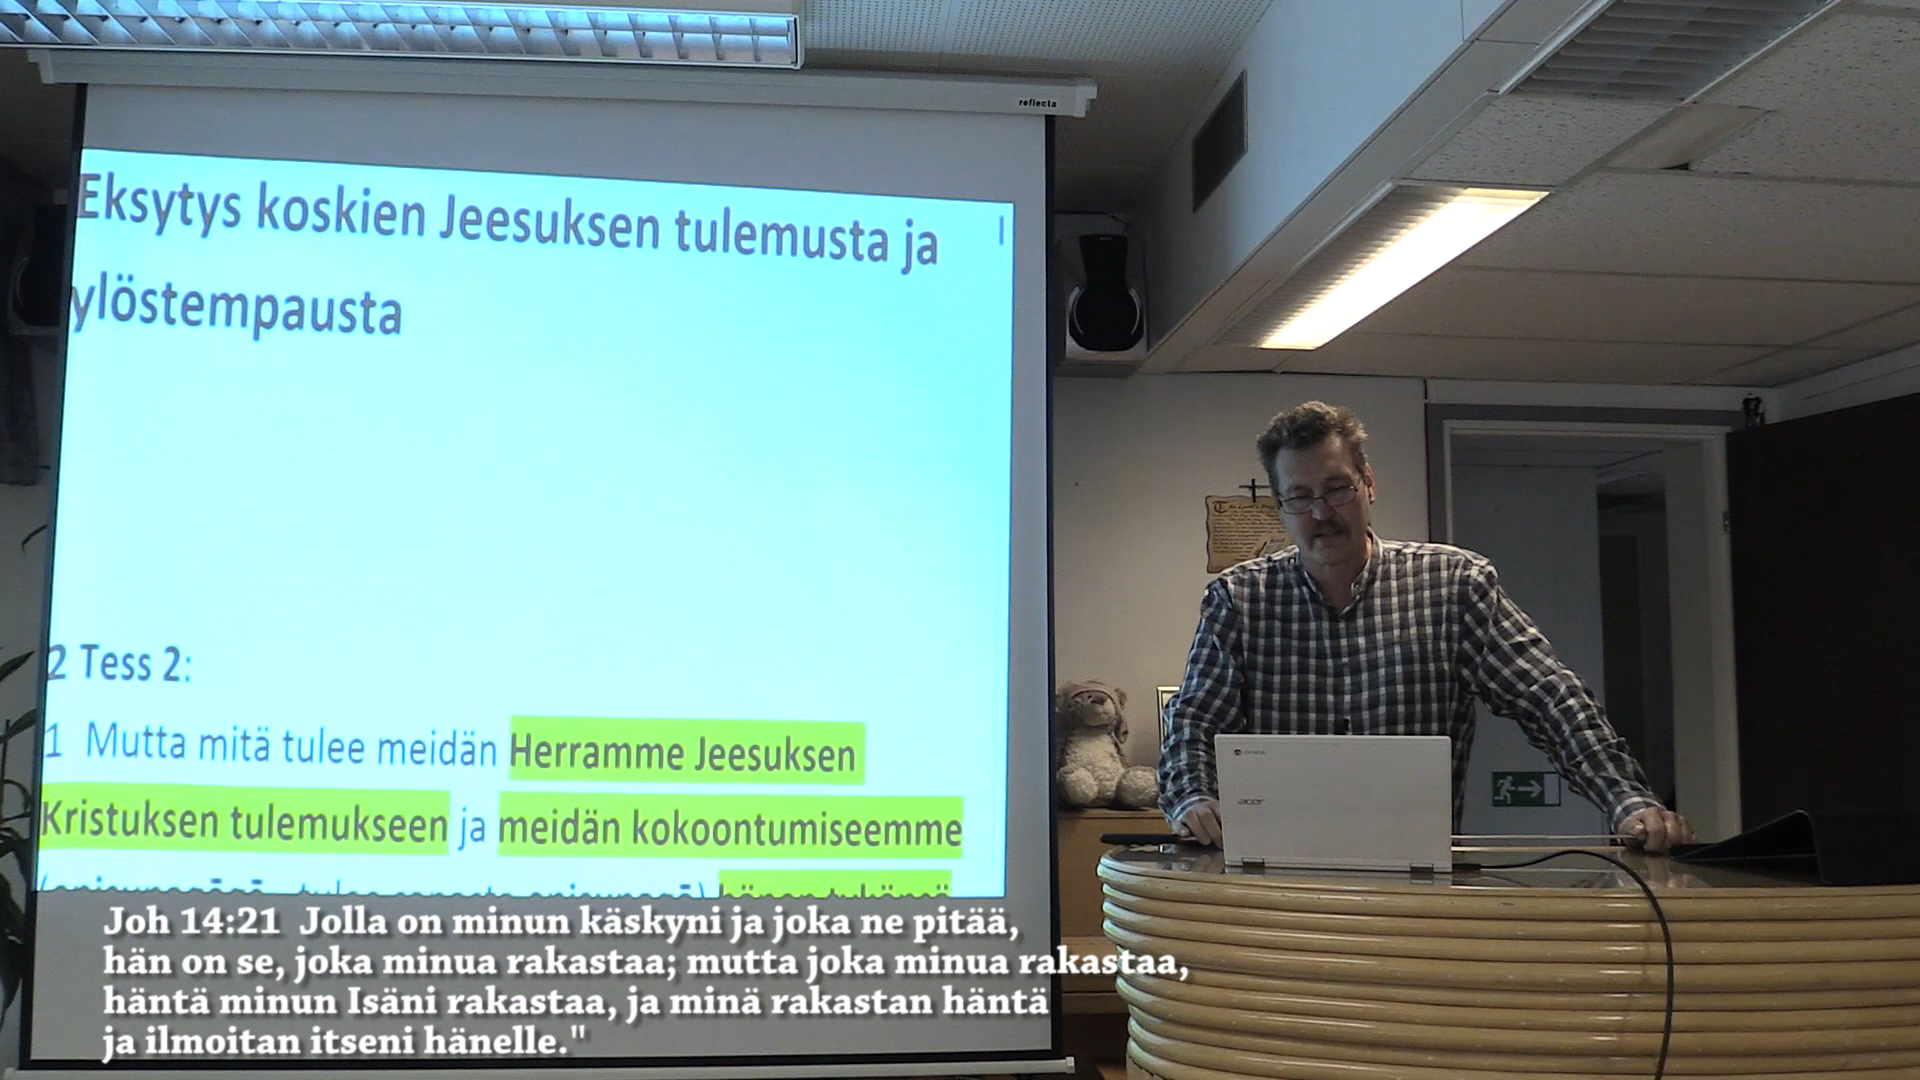 reflecta
Eksytys koskien Jeesuksen tulemusta ja
ylöstempausta
2 Tess 2:
1 Mutta mitä tulee meidän Herramme Jeesuksen
Kristuksen tulemukseen ja meidän kokoontumiseemme
Joh 14:21 Jolla on minun käskyni ja joka ne pitää,
hän on se, joka minua rakastaa; mutta joka minua rakastaa,
häntä minun Isäni rakastaa, ja minä rakastan häntä
ja ilmoitan itseni hänelle."
acer